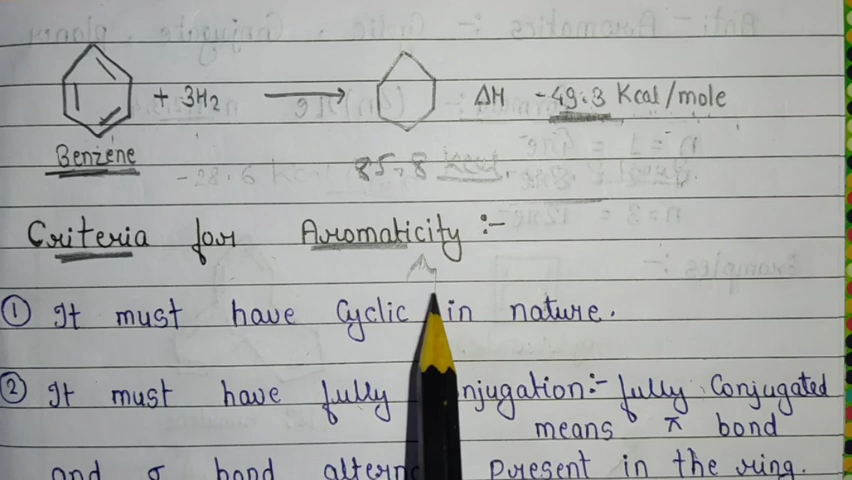 + 3H2 → ΔH -49.3 Kcal/mole
Benzene
85.8 Kcal.
Criteria for Aromaticity :-
① It must have Cyclic in nature.
② It must have fully njugation:- fully Conjugated
means π bond
and σ bond altern present in the ring.